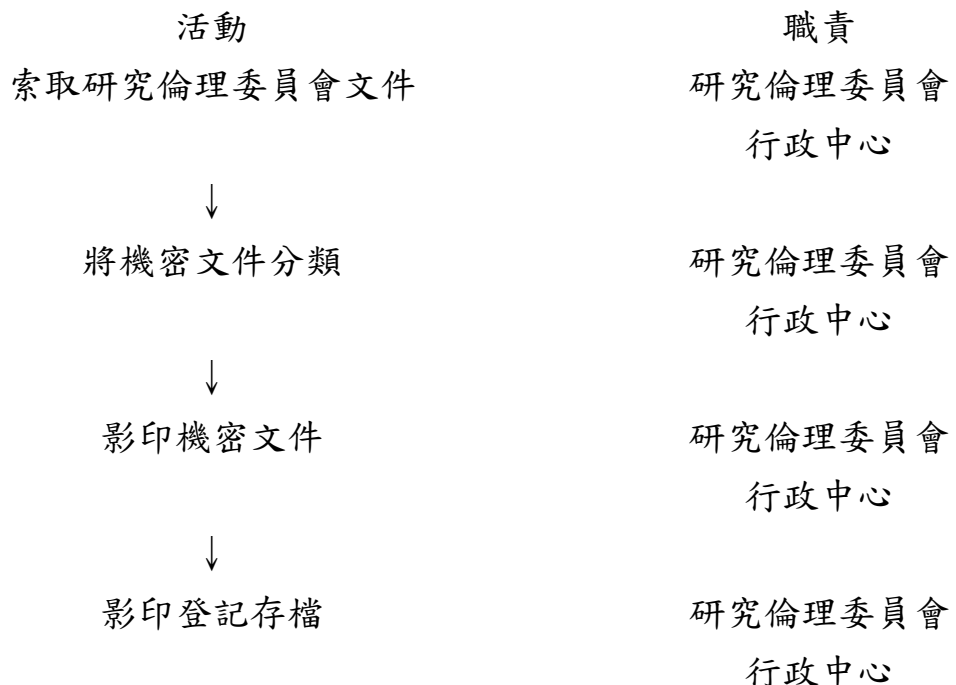 活動 職責
索取研究倫理委員會文件 研究倫理委員會
行政中心
↓
將機密文件分類 研究倫理委員會
行政中心
↓
影印機密文件 研究倫理委員會
行政中心
↓
影印登記存檔 研究倫理委員會
行政中心